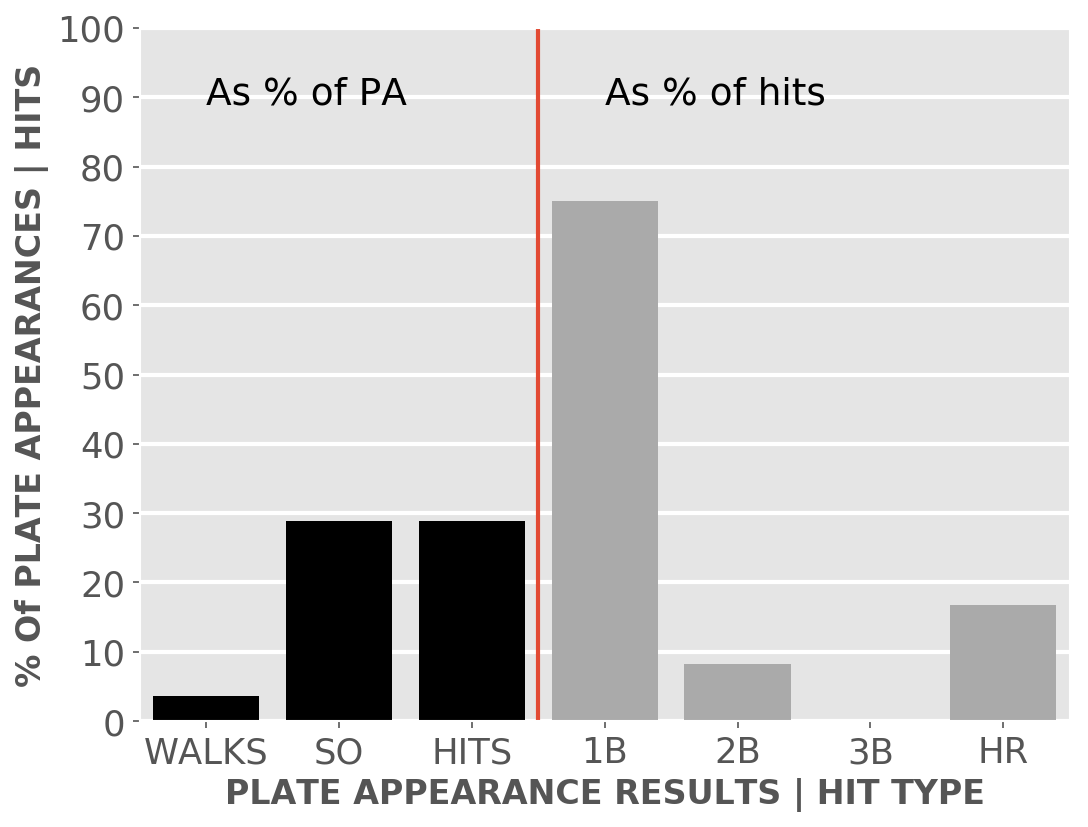 100
90
80
70
60
50
40
30
20
10
0
% Of PLATE APPEARANCES | HITS
As % of PA
As % of hits
WALKS SO HITS 1B 2B 3B HR
PLATE APPEARANCE RESULTS | HIT TYPE